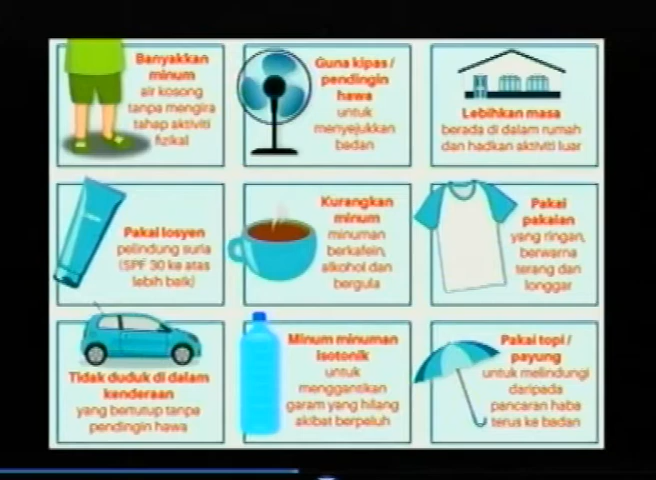 Banyakkan
minum
air kosong
tanpa mengira
tahap aktiviti
fizikal
Guna kipas /
pendingin
hawa
untuk
menyejukkan
badan
Lebihkan masa
berada di dalam rumah
dan hadkan aktiviti luar
Pakai losyen
pelindung suria
(SPF 30 ke atas
lebih baik)
Kurangkan
minum
minuman
berkafein,
alkohol dan
bergula
Pakai
pakaian
yang ringan,
berwarna
terang dan
longgar
Tidak duduk di dalam
kenderaan
yang bertutup tanpa
pendingin hawa
Minum minuman
isotonik
untuk
menggantikan
garam yang hilang
akibat berpeluh
Pakai topi /
payung
untuk melindungi
daripada
pancaran haba
terus ke badan